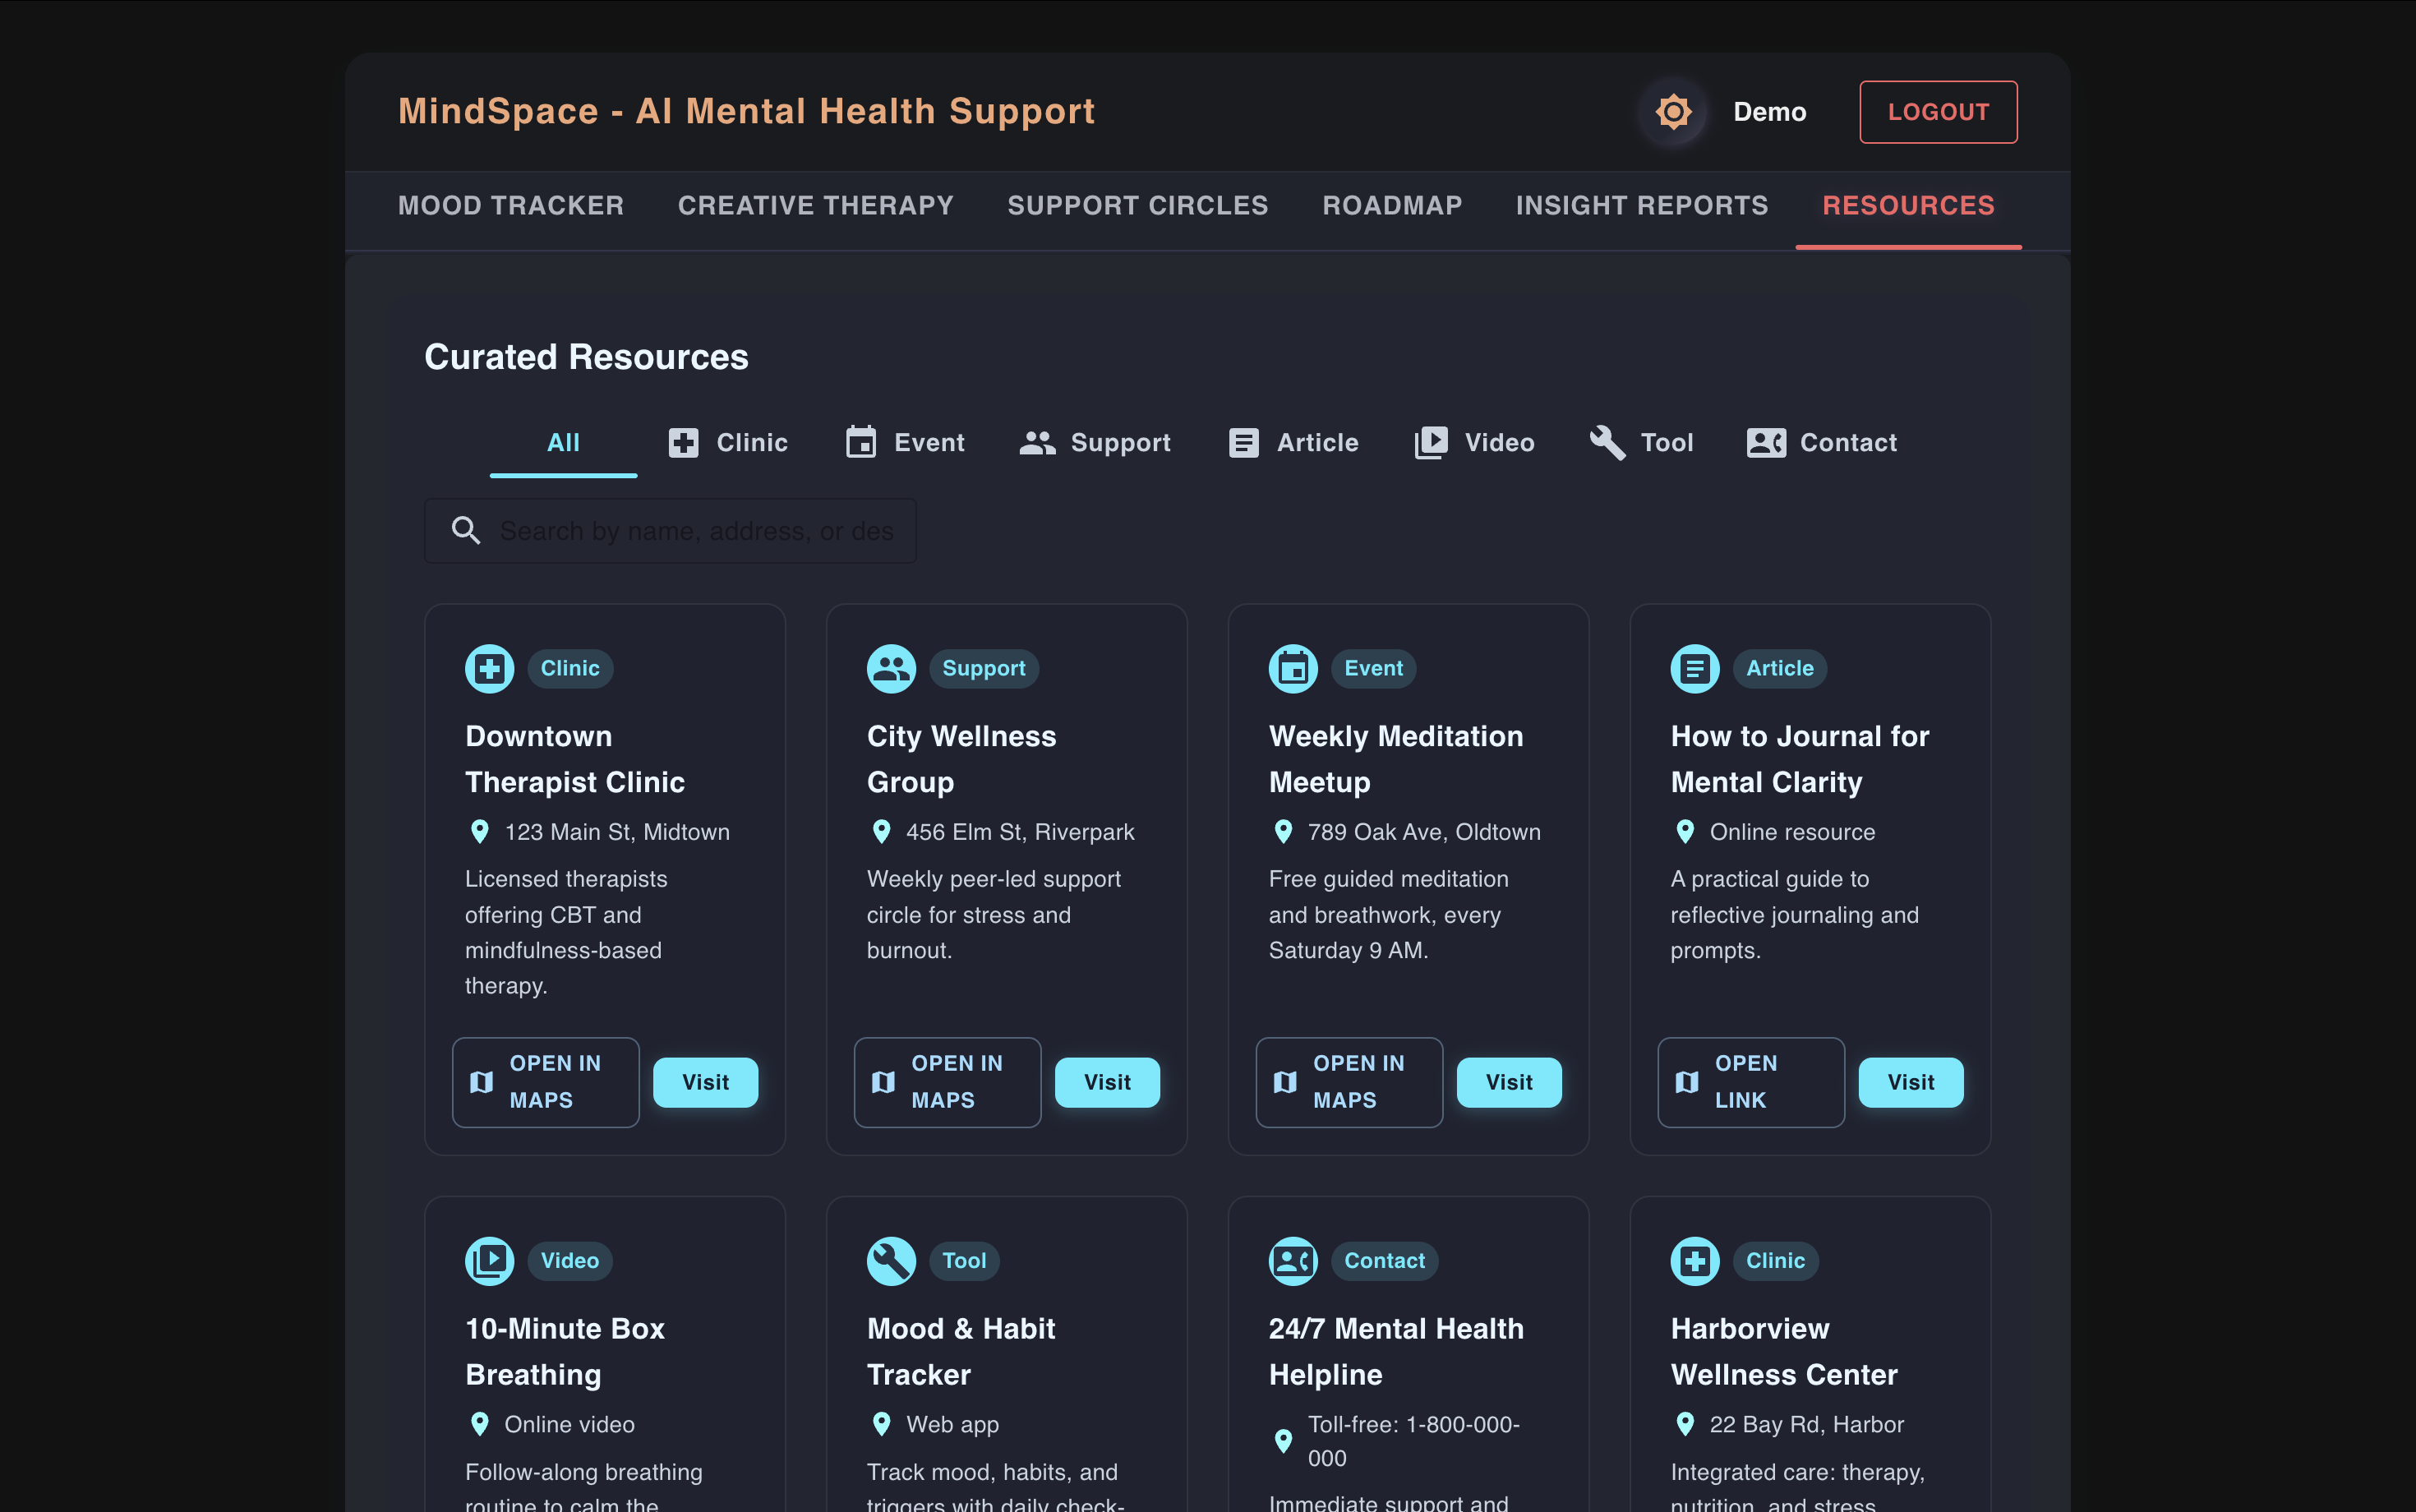 MindSpace - AI Mental Health Support
Demo
LOGOUT
MOOD TRACKER
CREATIVE THERAPY
SUPPORT CIRCLES
ROADMAP
INSIGHT REPORTS
RESOURCES
Curated Resources
All
Clinic
Event
Support
Article
Video
Tool
Contact
Search by name, address, or des
Clinic
Downtown
Therapist Clinic
123 Main St, Midtown
Licensed therapists
offering CBT and
mindfulness-based
therapy.
OPEN IN
MAPS
Visit
Support
City Wellness
Group
456 Elm St, Riverpark
Weekly peer-led support
circle for stress and
burnout.
OPEN IN
MAPS
Visit
Event
Weekly Meditation
Meetup
789 Oak Ave, Oldtown
Free guided meditation
and breathwork, every
Saturday 9 AM.
OPEN IN
MAPS
Visit
Article
How to Journal for
Mental Clarity
Online resource
A practical guide to
reflective journaling and
prompts.
OPEN
LINK
Visit
Video
10-Minute Box
Breathing
Online video
Follow-along breathing
routine to calm the
Tool
Mood & Habit
Tracker
Web app
Track mood, habits, and
triggers with daily check-
Contact
24/7 Mental Health
Helpline
Toll-free: 1-800-000-
000
Immediate support and
Clinic
Harborview
Wellness Center
22 Bay Rd, Harbor
Integrated care: therapy,
nutrition, and stress